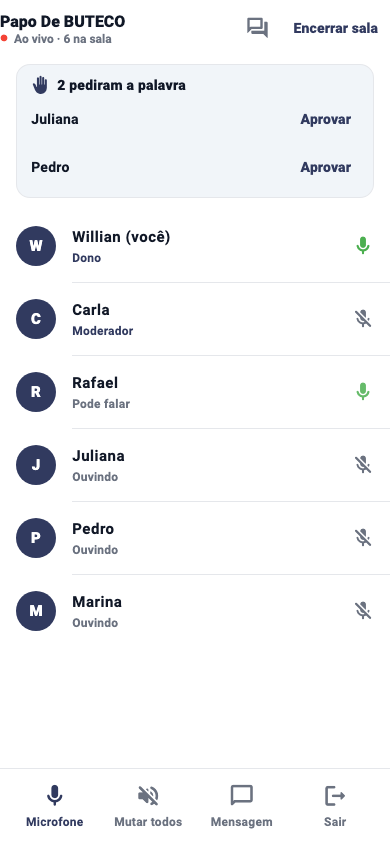 Papo De BUTECO
Ao vivo · 6 na sala
Encerrar sala
2 pediram a palavra
Juliana Aprovar
Pedro Aprovar
W
Willian (você)
Dono
C
Carla
Moderador
R
Rafael
Pode falar
J
Juliana
Ouvindo
P
Pedro
Ouvindo
M
Marina
Ouvindo
Microfone Mutar todos Mensagem Sair